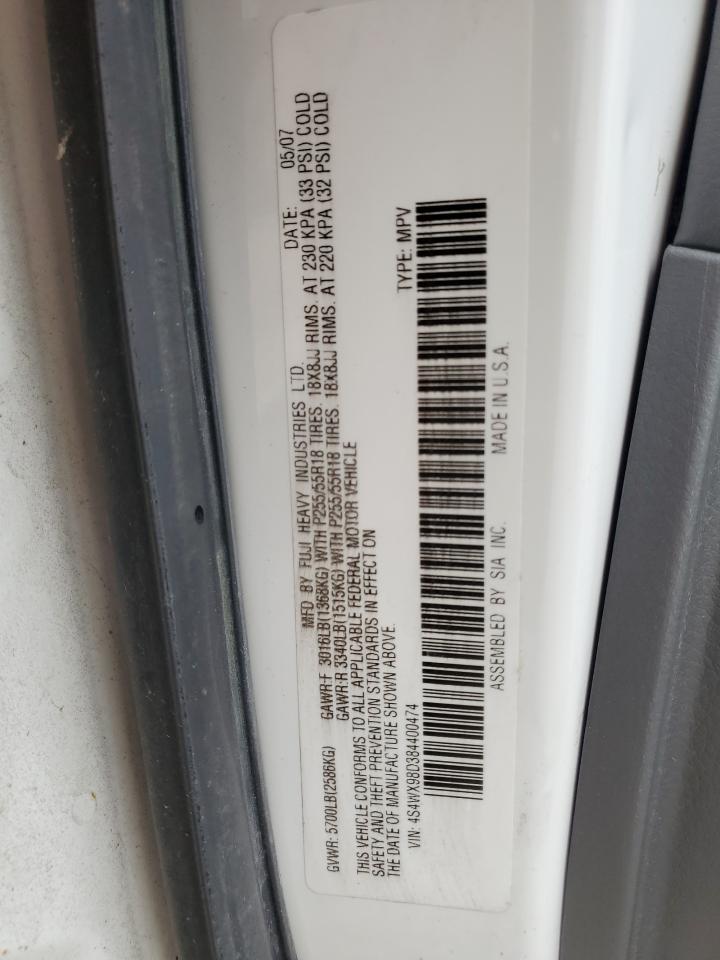 MFD BY FUJI HEAVY INDUSTRIES LTD. DATE: 05/07
GVWR: 5700LB(2586KG) GAWR:F 3016LB(1368KG) WITH P255/55R18 TIRES. 18X8JJ RIMS. AT 230 KPA (33 PSI) COLD
GAWR:R 3340LB(1515KG) WITH P255/55R18 TIRES. 18X8JJ RIMS. AT 220 KPA (32 PSI) COLD
THIS VEHICLE CONFORMS TO ALL APPLICABLE FEDERAL MOTOR VEHICLE
SAFETY AND THEFT PREVENTION STANDARDS IN EFFECT ON
THE DATE OF MANUFACTURE SHOWN ABOVE.
VIN: 4S4WX98D384400474 TYPE: MPV
ASSEMBLED BY SIA INC. MADE IN U.S.A.